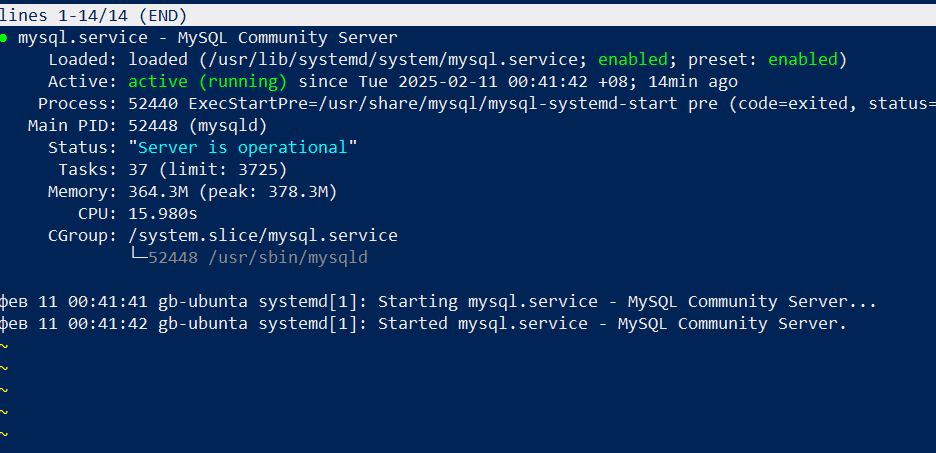 lines 1-14/14 (END)
● mysql.service - MySQL Community Server
Loaded: loaded (/usr/lib/systemd/system/mysql.service; enabled; preset: enabled)
Active: active (running) since Tue 2025-02-11 00:41:42 +08; 14min ago
Process: 52440 ExecStartPre=/usr/share/mysql/mysql-systemd-start pre (code=exited, status=
Main PID: 52448 (mysqld)
Status: "Server is operational"
Tasks: 37 (limit: 3725)
Memory: 364.3M (peak: 378.3M)
CPU: 15.980s
CGroup: /system.slice/mysql.service
└─52448 /usr/sbin/mysqld
фев 11 00:41:41 gb-ubunta systemd[1]: Starting mysql.service - MySQL Community Server...
фев 11 00:41:42 gb-ubunta systemd[1]: Started mysql.service - MySQL Community Server.
~
~
~
~
~